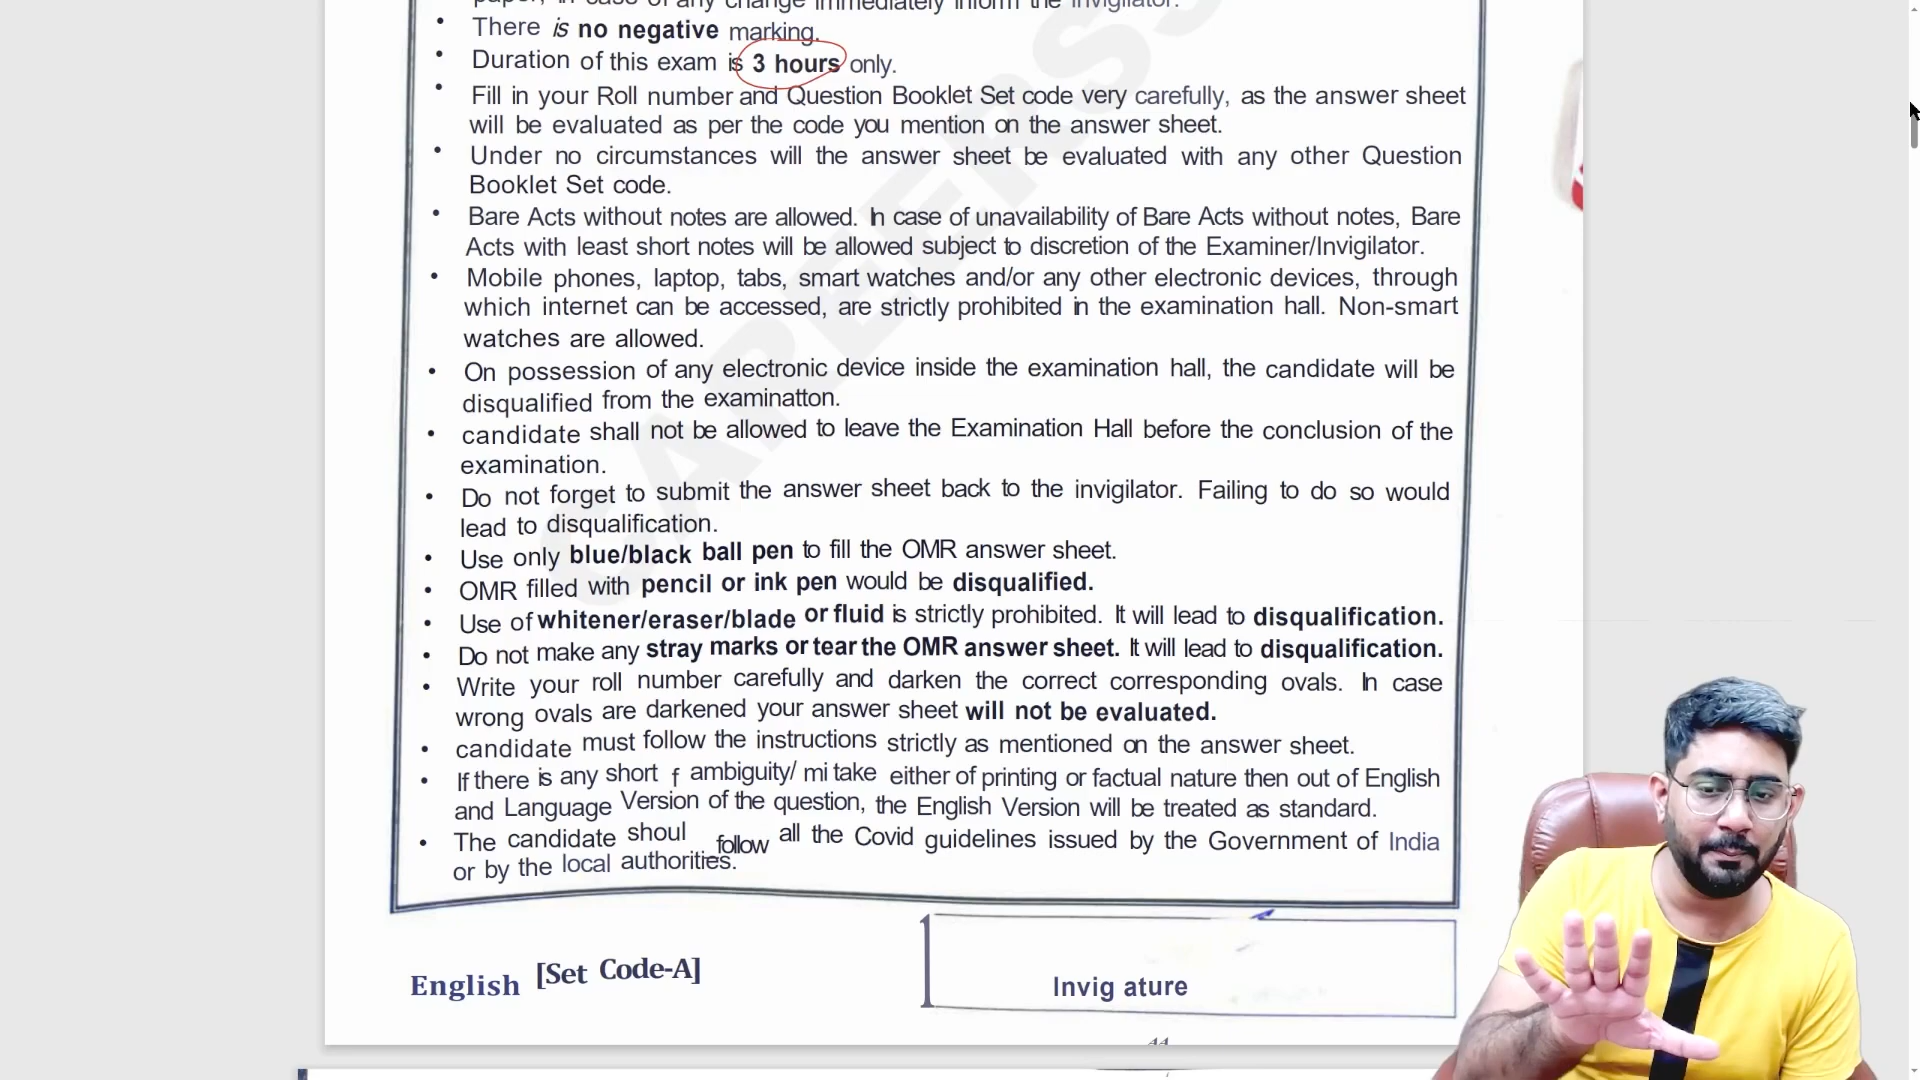 paper, in case of any change immediately inform the invigilator.
• There is no negative marking.
• Duration of this exam is 3 hours only.
• Fill in your Roll number and Question Booklet Set code very carefully, as the answer sheet
will be evaluated as per the code you mention on the answer sheet.
• Under no circumstances will the answer sheet be evaluated with any other Question
Booklet Set code.
• Bare Acts without notes are allowed. In case of unavailability of Bare Acts without notes, Bare
Acts with least short notes will be allowed subject to discretion of the Examiner/Invigilator.
• Mobile phones, laptop, tabs, smart watches and/or any other electronic devices, through
which internet can be accessed, are strictly prohibited in the examination hall. Non-smart
watches are allowed.
• On possession of any electronic device inside the examination hall, the candidate will be
disqualified from the examinatton.
• candidate shall not be allowed to leave the Examination Hall before the conclusion of the
examination.
• Do not forget to submit the answer sheet back to the invigilator. Failing to do so would
lead to disqualification.
• Use only blue/black ball pen to fill the OMR answer sheet.
• OMR filled with pencil or ink pen would be disqualified.
• Use of whitener/eraser/blade or fluid is strictly prohibited. It will lead to disqualification.
• Do not make any stray marks or tear the OMR answer sheet. It will lead to disqualification.
• Write your roll number carefully and darken the correct corresponding ovals. In case
wrong ovals are darkened your answer sheet will not be evaluated.
• candidate must follow the instructions strictly as mentioned on the answer sheet.
• If there is any short f ambiguity/ mi take either of printing or factual nature then out of English
and Language Version of the question, the English Version will be treated as standard.
• The candidate shoul follow all the Covid guidelines issued by the Government of India
or by the local authorities.
English [Set Code-A]
Invig ature
CAREERS